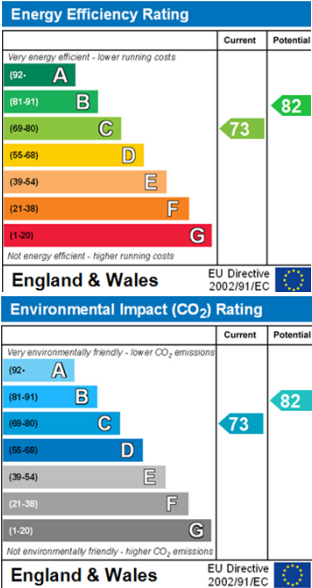 Energy Efficiency Rating
Current Potential
Very energy efficient - lower running costs
(92- A
(81-91) B
82
(69-80) C
73
(55-68) D
(39-54) E
(21-38) F
(1-20) G
Not energy efficient - higher running costs
England & Wales
EU Directive
2002/91/EC
Environmental Impact (CO₂) Rating
Current Potential
Very environmentally friendly - lower CO₂ emissions
(92- A
(81-91) B
82
(69-80) C
73
(55-68) D
(39-54) E
(21-38) F
(1-20) G
Not environmentally friendly - higher CO₂ emissions
England & Wales
EU Directive
2002/91/EC